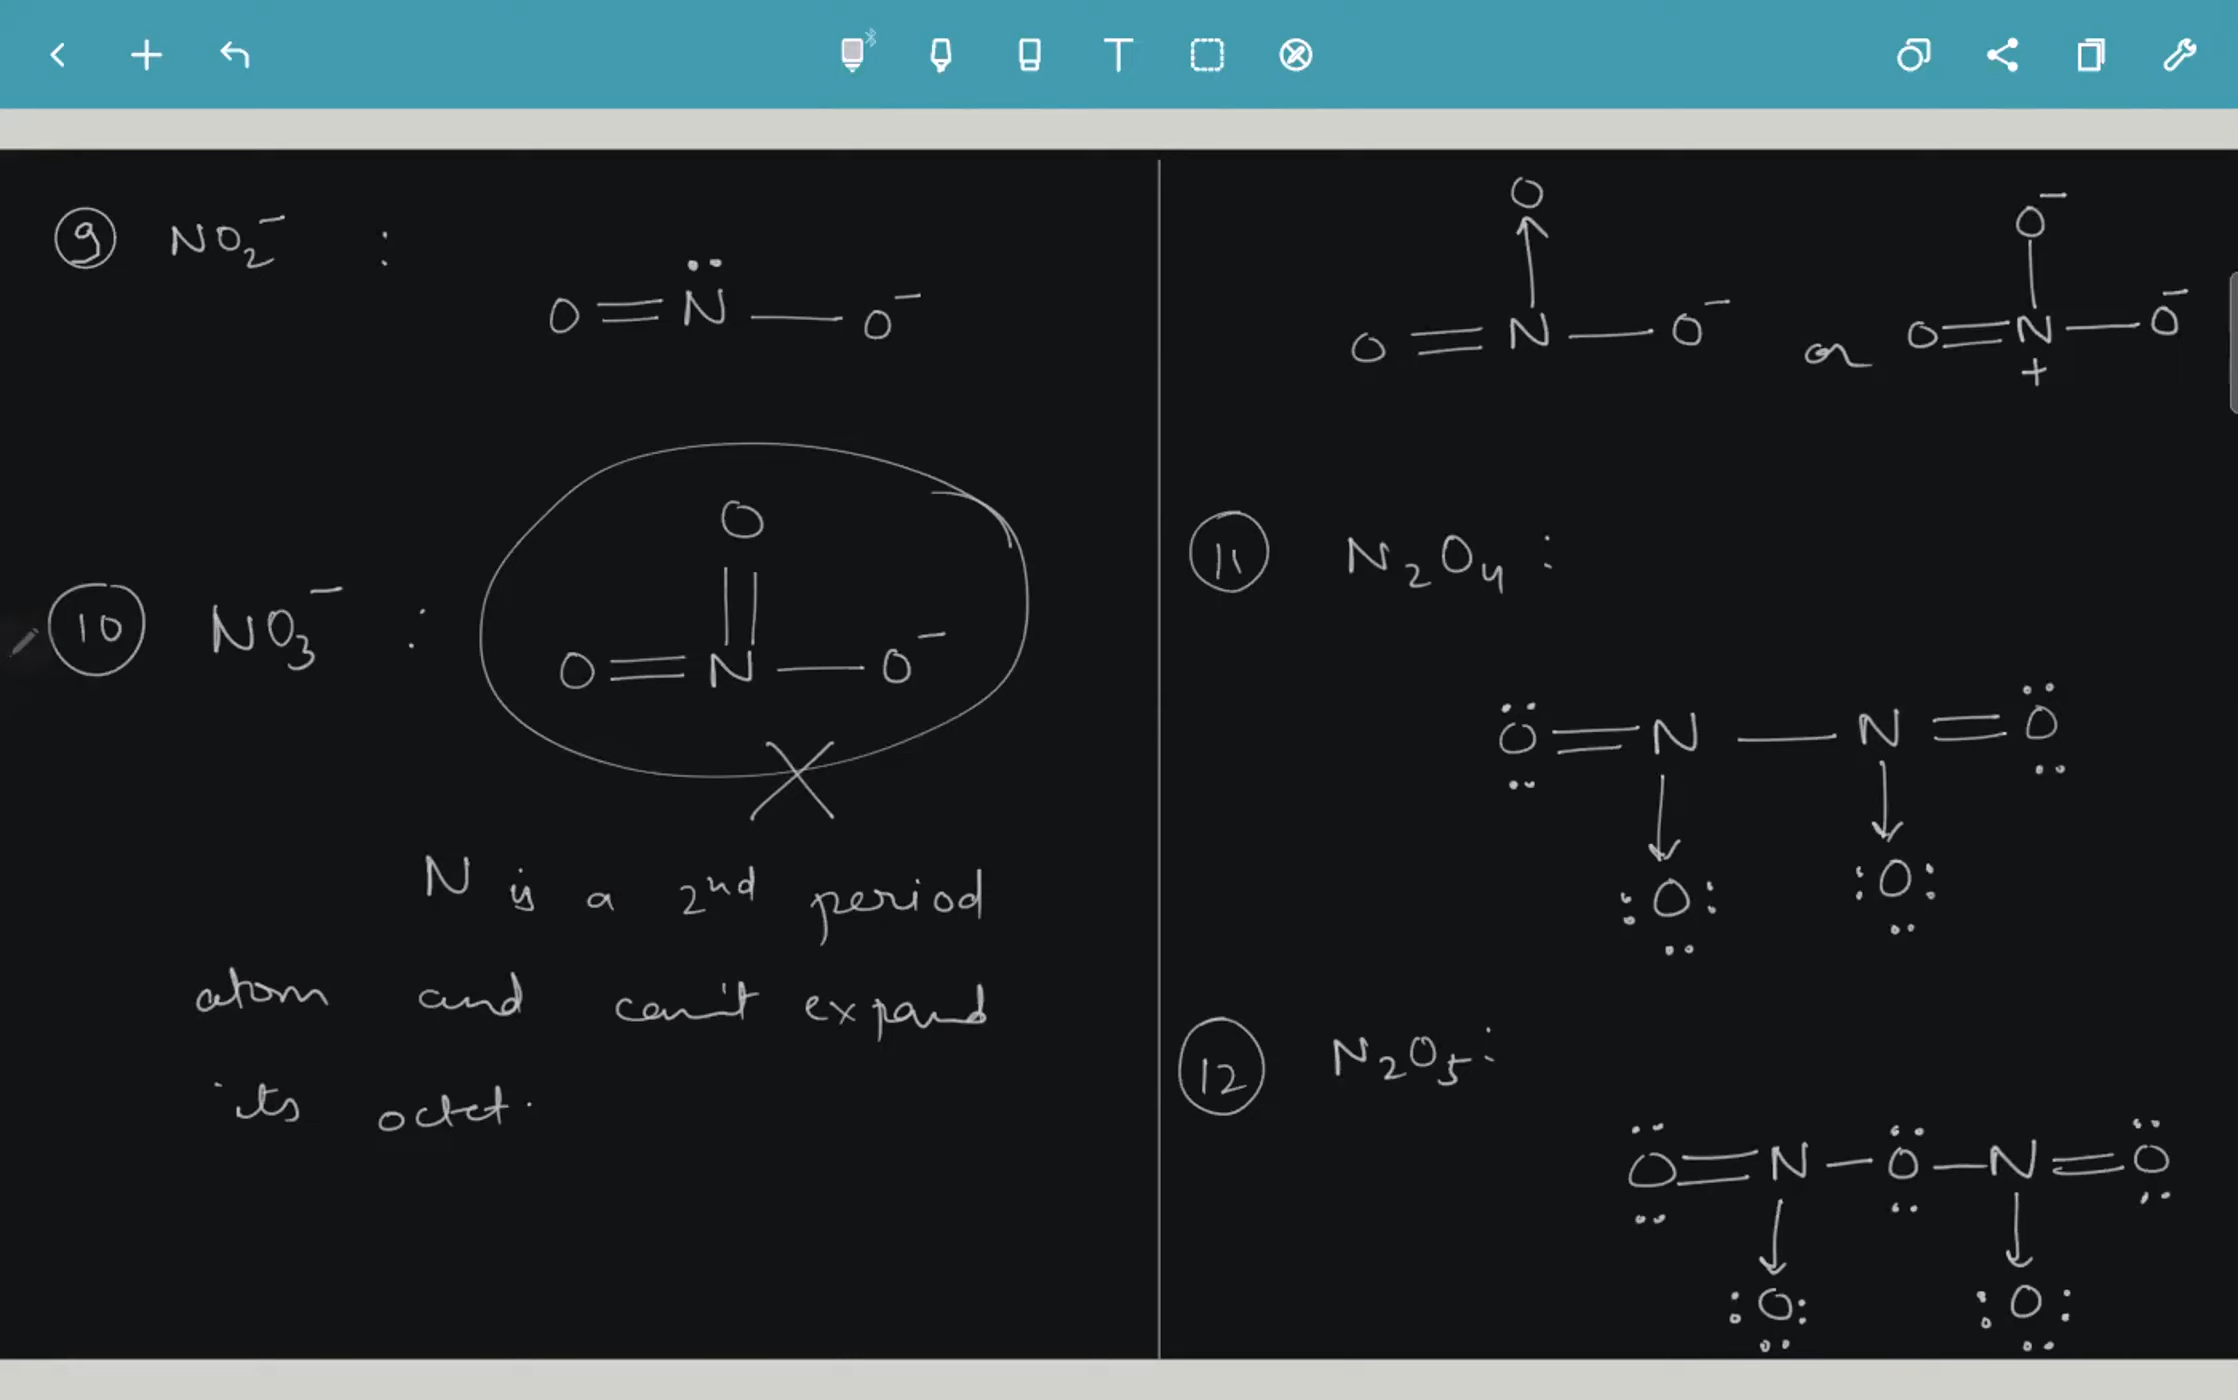 9 NO₂⁻ :
O=N̈—O⁻
10 NO₃⁻ :
O
O=N—O⁻
N is a 2nd period
atom and can't expand
its octet.
O O⁻
O=N—O⁻ or O=N—O⁻
+
11 N₂O₄ :
O=N—N=O
:O: :O:
12 N₂O₅ :
O=N—O—N=O
:O: :O: